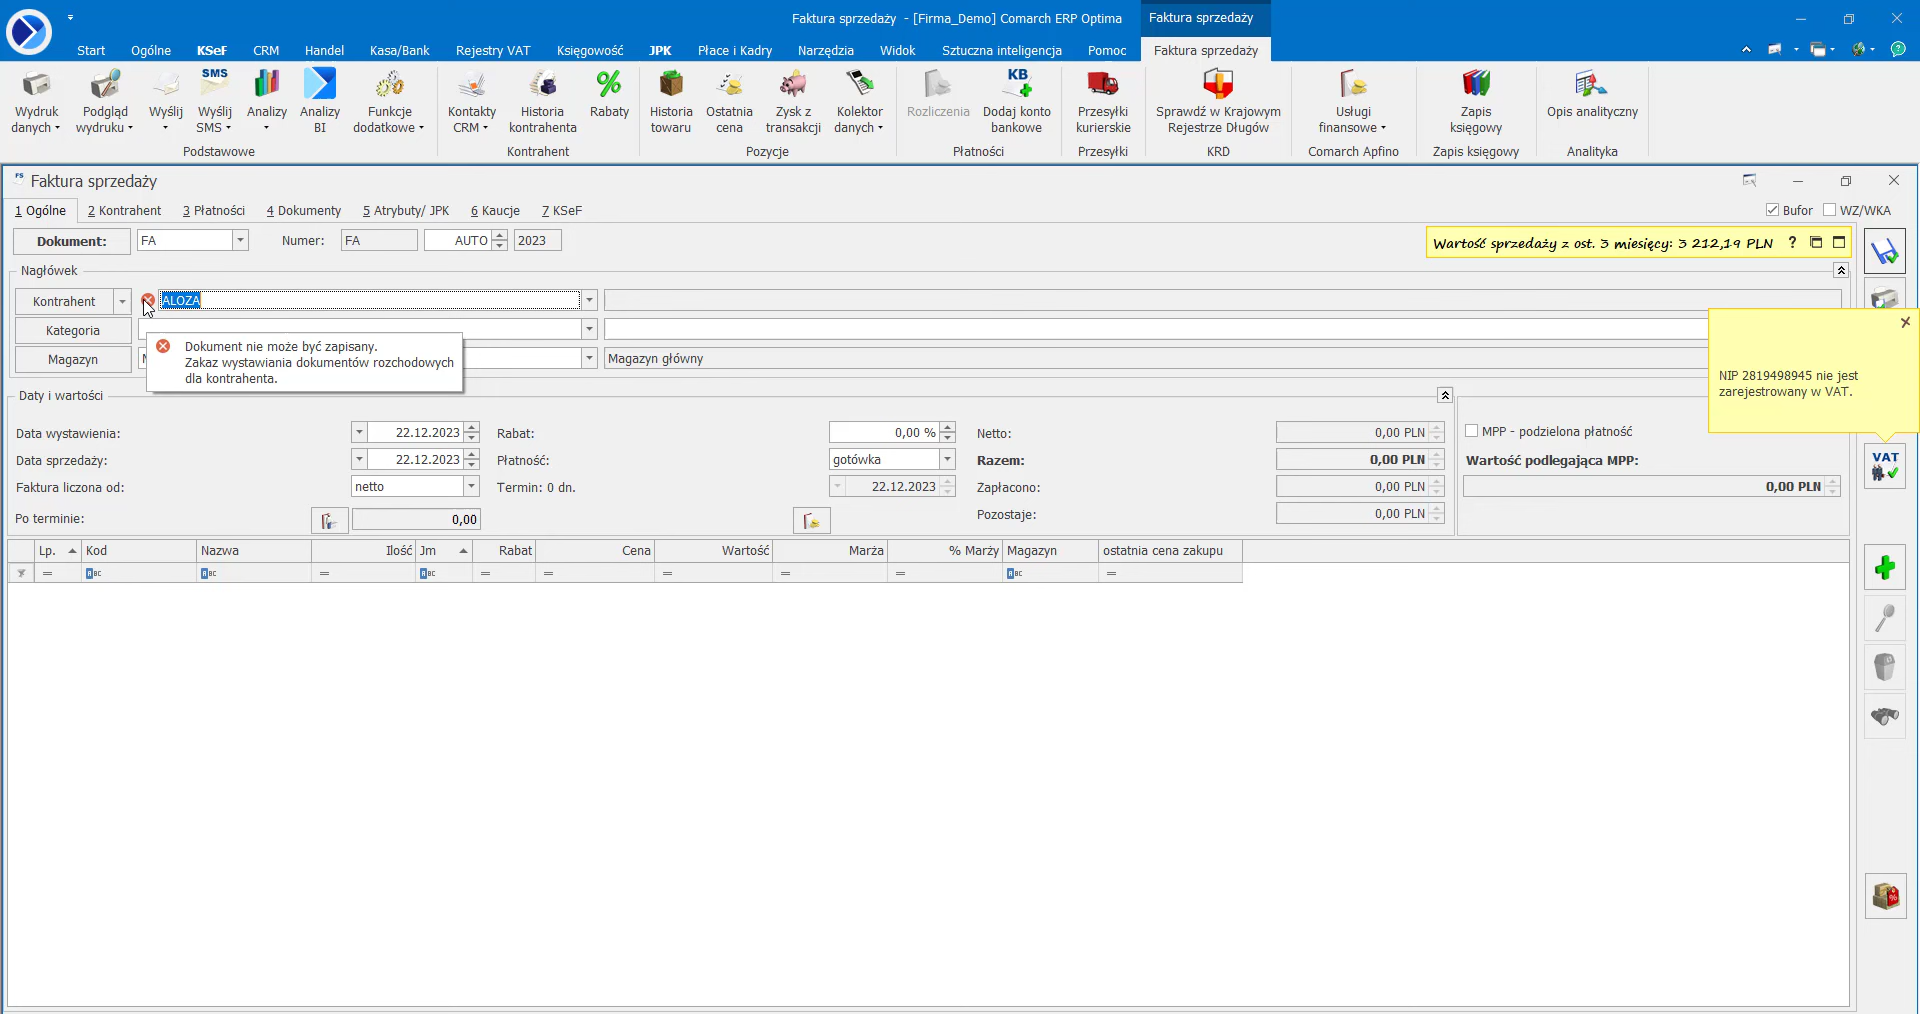 Faktura sprzedaży - [Firma_Demo] Comarch ERP Optima
Faktura sprzedaży
Start Ogólne KSeF CRM Handel Kasa/Bank Rejestry VAT Księgowość JPK Płace i Kadry Narzędzia Widok Sztuczna inteligencja Pomoc Faktura sprzedaży
SMS KB
Wydruk danych
Podgląd wydruku
Wyślij
Wyślij SMS
Analizy
Analizy BI
Funkcje dodatkowe
Kontakty CRM
Historia kontrahenta
Rabaty
Historia towaru
Ostatnia cena
Zysk z transakcji
Kolektor danych
Rozliczenia
Dodaj konto bankowe
Przesyłki kurierskie
Sprawdź w Krajowym Rejestrze Długów
Usługi finansowe
Zapis księgowy
Opis analityczny
Podstawowe Kontrahent Pozycje Płatności Przesyłki KRD Comarch Apfino Zapis księgowy Analityka
FS Faktura sprzedaży
1 Ogólne 2 Kontrahent 3 Płatności 4 Dokumenty 5 Atrybuty/ JPK 6 Kaucje 7 KSeF Bufor WZ/WKA
Dokument: FA Numer: FA AUTO 2023 Wartość sprzedaży z ost. 3 miesięcy: 3 212,19 PLN ?
Nagłówek
Kontrahent ALOZA
Kategoria
Magazyn M Magazyn główny
Dokument nie może być zapisany.
Zakaz wystawiania dokumentów rozchodowych
dla kontrahenta.
NIP 2819498945 nie jest
zarejestrowany w VAT.
Daty i wartości
Data wystawienia: 22.12.2023 Rabat: 0,00 % Netto: 0,00 PLN MPP - podzielona płatność
Data sprzedaży: 22.12.2023 Płatność: gotówka Razem: 0,00 PLN Wartość podlegająca MPP:
Faktura liczona od: netto Termin: 0 dn. 22.12.2023 Zapłacono: 0,00 PLN 0,00 PLN
Po terminie: 0,00 Pozostaje: 0,00 PLN
VAT
Lp. Kod Nazwa Ilość Jm Rabat Cena Wartość Marża % Marży Magazyn ostatnia cena zakupu
= ABC ABC = ABC = = = = = ABC =